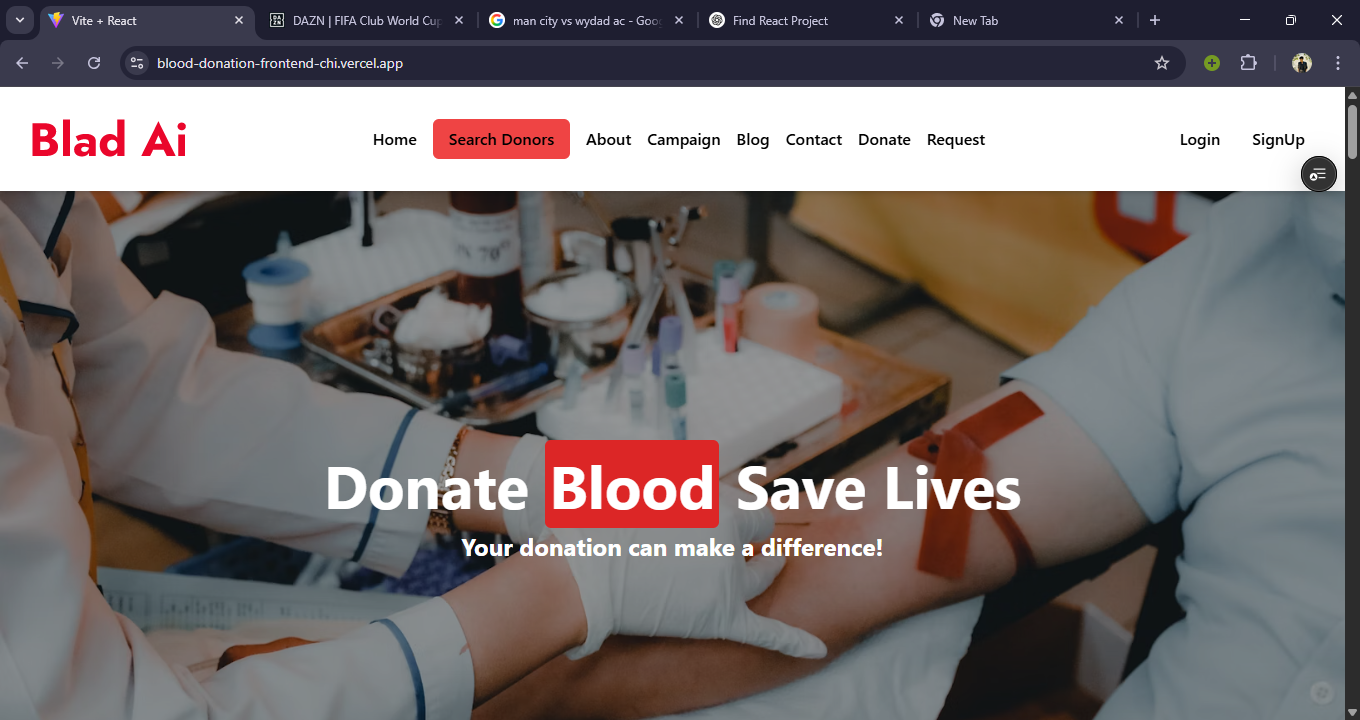 Vite + React
DAZN | FIFA Club World Cup
man city vs wydad ac - Goo
Find React Project
New Tab
blood-donation-frontend-chi.vercel.app
Blad Ai
Home
Search Donors
About
Campaign
Blog
Contact
Donate
Request
Login
SignUp
Donate Blood Save Lives
Your donation can make a difference!